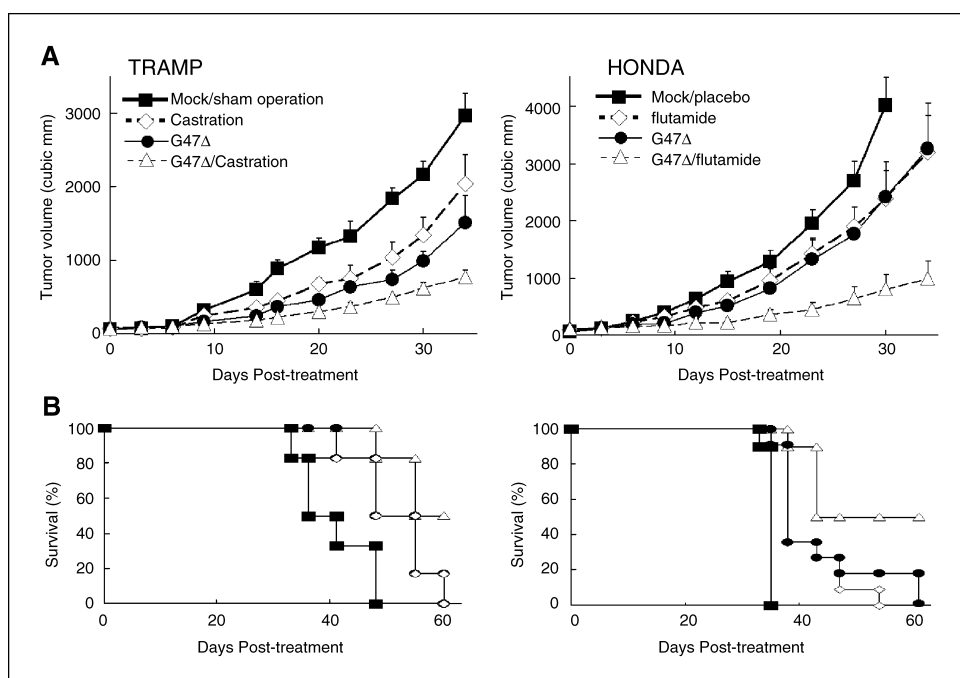 A
TRAMP
Mock/sham operation
Castration
G47Δ
G47Δ/Castration
Tumor volume (cubic mm)
3000
2000
1000
0
0 10 20 30
Days Post-treatment
HONDA
Mock/placebo
flutamide
G47Δ
G47Δ/flutamide
Tumor volume (cubic mm)
4000
3000
2000
1000
0
0 10 20 30
Days Post-treatment
B
Survival (%)
100
80
60
40
20
0
0 20 40 60
Days Post-treatment
Survival (%)
100
80
60
40
20
0
0 20 40 60
Days Post-treatment